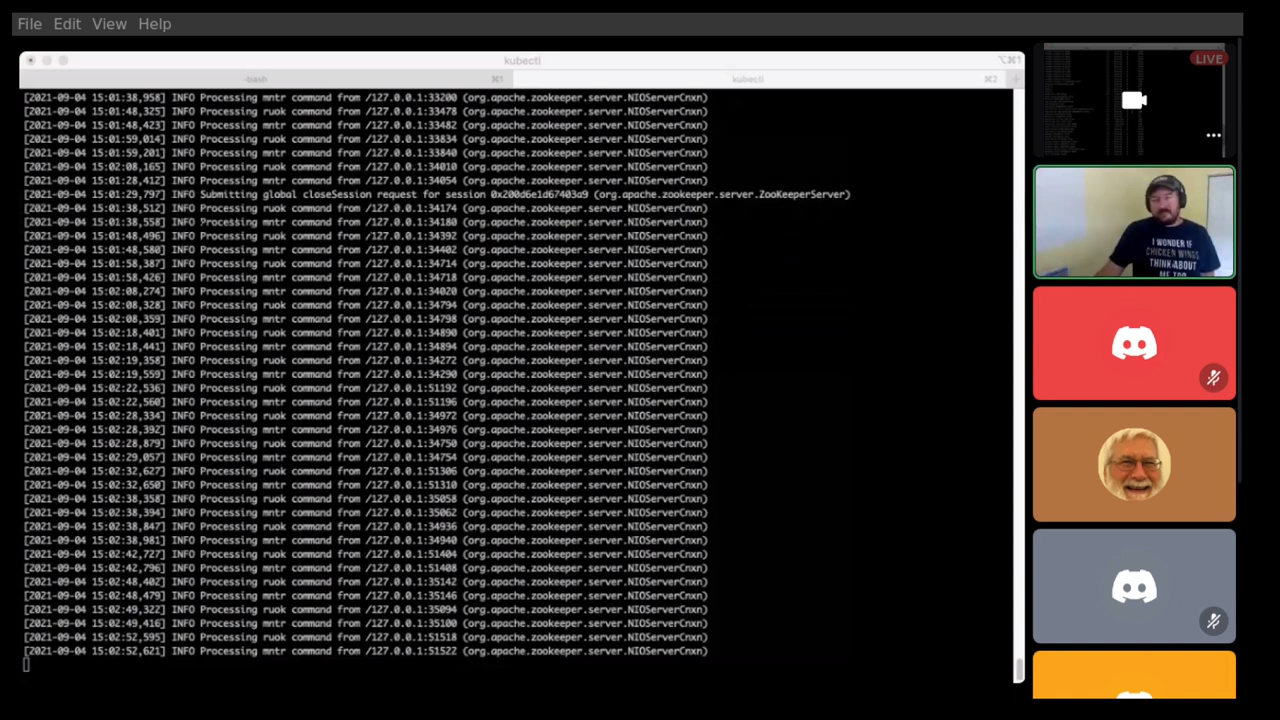 File Edit View Help
kubectl
⌥⌘1
-bash ⌘1 kubectl ⌘2 +
[2021-09-04 15:01:38,958] INFO Processing mntr command from /127.0.0.1:33200 (org.apache.zookeeper.server.NIOServerCnxn)
[2021-09-04 15:01:48,325] INFO Processing ruok command from /127.0.0.1:33478 (org.apache.zookeeper.server.NIOServerCnxn)
[2021-09-04 15:01:48,423] INFO Processing mntr command from /127.0.0.1:33482 (org.apache.zookeeper.server.NIOServerCnxn)
[2021-09-04 15:01:59,014] INFO Processing ruok command from /127.0.0.1:33834 (org.apache.zookeeper.server.NIOServerCnxn)
[2021-09-04 15:01:59,201] INFO Processing mntr command from /127.0.0.1:33840 (org.apache.zookeeper.server.NIOServerCnxn)
[2021-09-04 15:02:08,165] INFO Processing ruok command from /127.0.0.1:34010 (org.apache.zookeeper.server.NIOServerCnxn)
[2021-09-04 15:01:28,412] INFO Processing mntr command from /127.0.0.1:34054 (org.apache.zookeeper.server.NIOServerCnxn)
[2021-09-04 15:01:29,797] INFO Submitting global closeSession request for session 0x200d6e1d67403a9 (org.apache.zookeeper.server.ZooKeeperServer)
[2021-09-04 15:01:38,512] INFO Processing ruok command from /127.0.0.1:34174 (org.apache.zookeeper.server.NIOServerCnxn)
[2021-09-04 15:01:38,558] INFO Processing mntr command from /127.0.0.1:34180 (org.apache.zookeeper.server.NIOServerCnxn)
[2021-09-04 15:01:48,496] INFO Processing ruok command from /127.0.0.1:34392 (org.apache.zookeeper.server.NIOServerCnxn)
[2021-09-04 15:01:48,580] INFO Processing mntr command from /127.0.0.1:34402 (org.apache.zookeeper.server.NIOServerCnxn)
[2021-09-04 15:01:58,387] INFO Processing ruok command from /127.0.0.1:34714 (org.apache.zookeeper.server.NIOServerCnxn)
[2021-09-04 15:01:58,426] INFO Processing mntr command from /127.0.0.1:34718 (org.apache.zookeeper.server.NIOServerCnxn)
[2021-09-04 15:02:08,274] INFO Processing mntr command from /127.0.0.1:34020 (org.apache.zookeeper.server.NIOServerCnxn)
[2021-09-04 15:02:08,328] INFO Processing ruok command from /127.0.0.1:34794 (org.apache.zookeeper.server.NIOServerCnxn)
[2021-09-04 15:02:08,359] INFO Processing mntr command from /127.0.0.1:34798 (org.apache.zookeeper.server.NIOServerCnxn)
[2021-09-04 15:02:18,401] INFO Processing ruok command from /127.0.0.1:34890 (org.apache.zookeeper.server.NIOServerCnxn)
[2021-09-04 15:02:18,441] INFO Processing mntr command from /127.0.0.1:34894 (org.apache.zookeeper.server.NIOServerCnxn)
[2021-09-04 15:02:19,358] INFO Processing ruok command from /127.0.0.1:34272 (org.apache.zookeeper.server.NIOServerCnxn)
[2021-09-04 15:02:19,559] INFO Processing mntr command from /127.0.0.1:34290 (org.apache.zookeeper.server.NIOServerCnxn)
[2021-09-04 15:02:22,536] INFO Processing ruok command from /127.0.0.1:51192 (org.apache.zookeeper.server.NIOServerCnxn)
[2021-09-04 15:02:22,560] INFO Processing mntr command from /127.0.0.1:51196 (org.apache.zookeeper.server.NIOServerCnxn)
[2021-09-04 15:02:28,334] INFO Processing ruok command from /127.0.0.1:34972 (org.apache.zookeeper.server.NIOServerCnxn)
[2021-09-04 15:02:28,392] INFO Processing mntr command from /127.0.0.1:34976 (org.apache.zookeeper.server.NIOServerCnxn)
[2021-09-04 15:02:28,879] INFO Processing ruok command from /127.0.0.1:34750 (org.apache.zookeeper.server.NIOServerCnxn)
[2021-09-04 15:02:29,057] INFO Processing mntr command from /127.0.0.1:34754 (org.apache.zookeeper.server.NIOServerCnxn)
[2021-09-04 15:02:32,627] INFO Processing ruok command from /127.0.0.1:51306 (org.apache.zookeeper.server.NIOServerCnxn)
[2021-09-04 15:02:32,650] INFO Processing mntr command from /127.0.0.1:51310 (org.apache.zookeeper.server.NIOServerCnxn)
[2021-09-04 15:02:38,358] INFO Processing ruok command from /127.0.0.1:35058 (org.apache.zookeeper.server.NIOServerCnxn)
[2021-09-04 15:02:38,394] INFO Processing mntr command from /127.0.0.1:35062 (org.apache.zookeeper.server.NIOServerCnxn)
[2021-09-04 15:02:38,847] INFO Processing ruok command from /127.0.0.1:34936 (org.apache.zookeeper.server.NIOServerCnxn)
[2021-09-04 15:02:38,981] INFO Processing mntr command from /127.0.0.1:34940 (org.apache.zookeeper.server.NIOServerCnxn)
[2021-09-04 15:02:42,727] INFO Processing ruok command from /127.0.0.1:51404 (org.apache.zookeeper.server.NIOServerCnxn)
[2021-09-04 15:02:42,796] INFO Processing mntr command from /127.0.0.1:51408 (org.apache.zookeeper.server.NIOServerCnxn)
[2021-09-04 15:02:48,402] INFO Processing ruok command from /127.0.0.1:35142 (org.apache.zookeeper.server.NIOServerCnxn)
[2021-09-04 15:02:48,479] INFO Processing mntr command from /127.0.0.1:35146 (org.apache.zookeeper.server.NIOServerCnxn)
[2021-09-04 15:02:49,322] INFO Processing ruok command from /127.0.0.1:35094 (org.apache.zookeeper.server.NIOServerCnxn)
[2021-09-04 15:02:49,416] INFO Processing mntr command from /127.0.0.1:35100 (org.apache.zookeeper.server.NIOServerCnxn)
[2021-09-04 15:02:52,595] INFO Processing ruok command from /127.0.0.1:51518 (org.apache.zookeeper.server.NIOServerCnxn)
[2021-09-04 15:02:52,621] INFO Processing mntr command from /127.0.0.1:51522 (org.apache.zookeeper.server.NIOServerCnxn)
LIVE
I WONDER IF
CHICKEN WINGS
THINK ABOUT
ME TOO